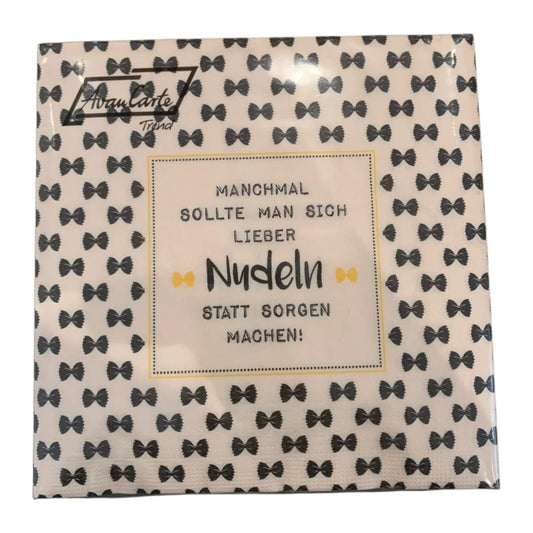 AvanCarte
Trend
MANCHMAL
SOLLTE MAN SICH
LIEBER
Nudeln
STATT SORGEN
MACHEN!